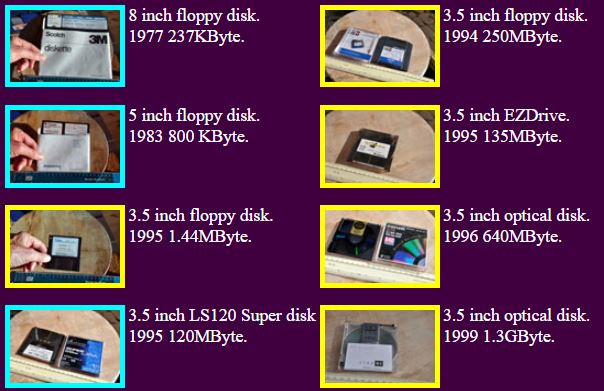 8 inch floppy disk.
1977 237KByte.
Scotch 3M
diskette
5 inch floppy disk.
1983 800 KByte.
3.5 inch floppy disk.
1995 1.44MByte.
3.5 inch LS120 Super disk
1995 120MByte.
3.5 inch floppy disk.
1994 250MByte.
3.5 inch EZDrive.
1995 135MByte.
3.5 inch optical disk.
1996 640MByte.
3.5 inch optical disk.
1999 1.3GByte.